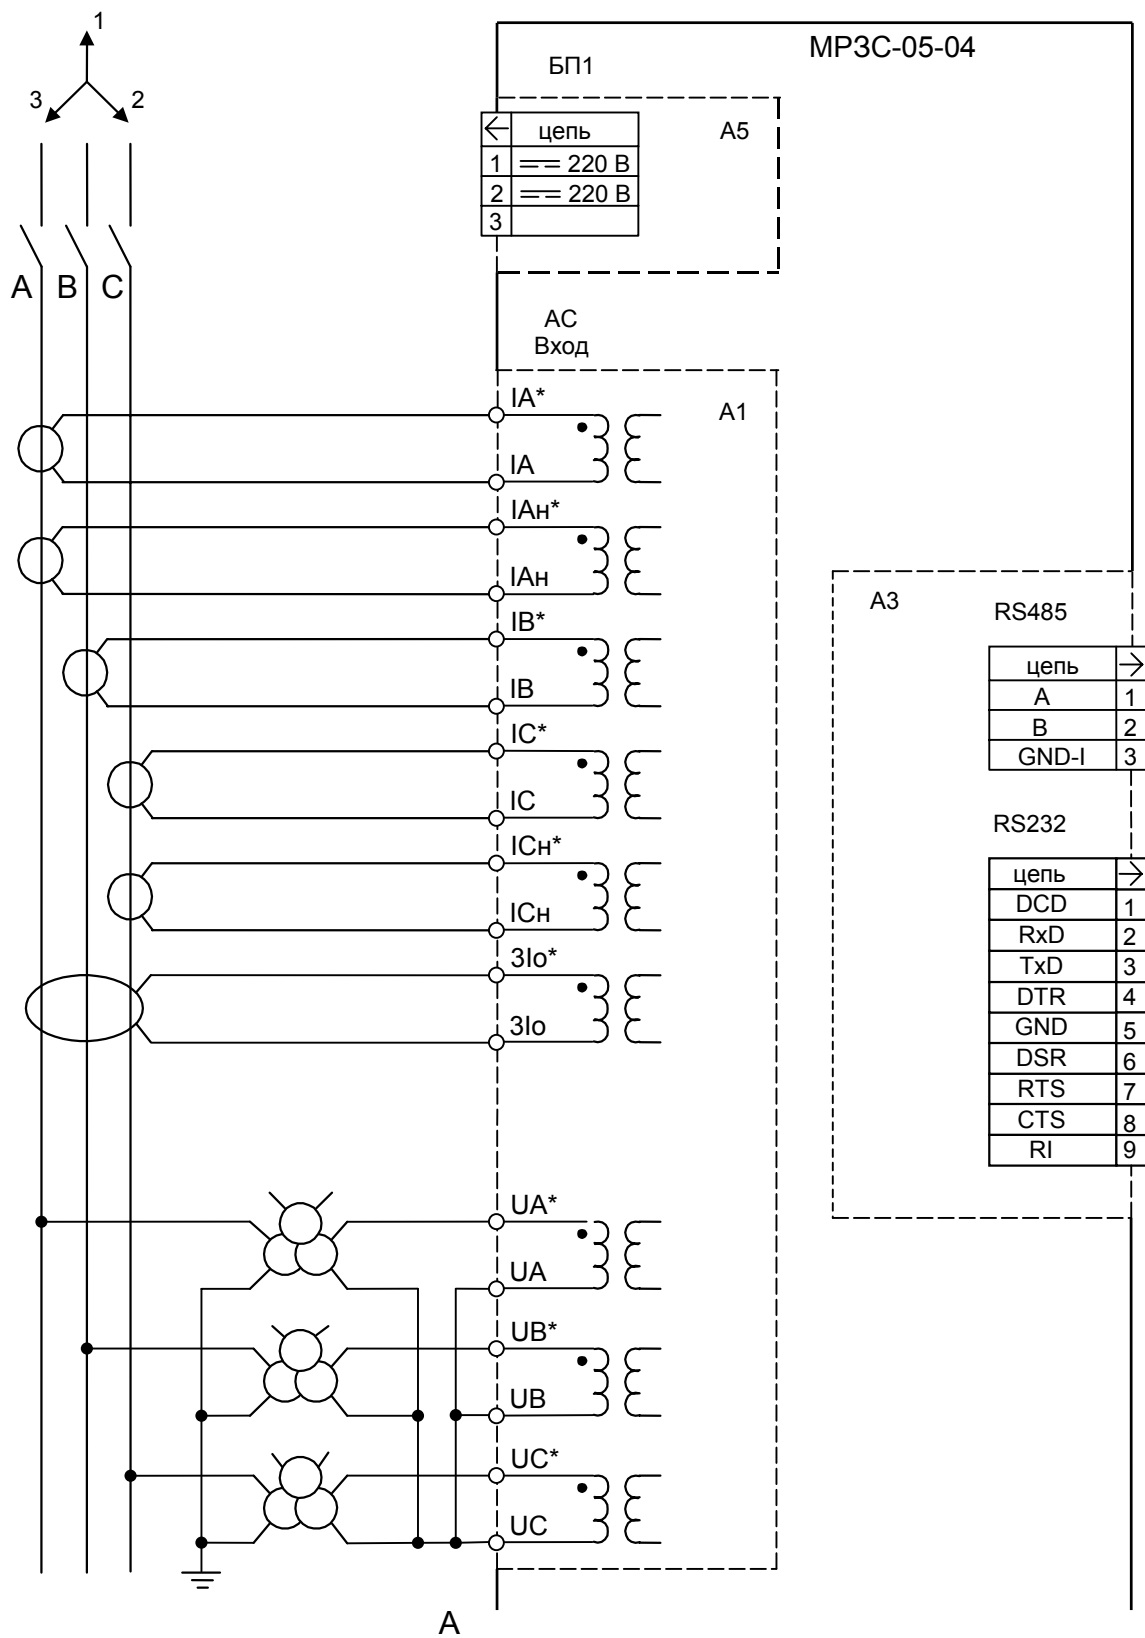 1
3
2
МРЗС-05-04
БП1
А5
цепь
1 220 В
2 220 В
3
А В С
АС
Вход
А1
IA*
IA
IAн*
IAн
IB*
IB
IC*
IC
ICн*
ICн
3Io*
3Io
UA*
UA
UB*
UB
UC*
UC
А3
RS485
цепь
A 1
B 2
GND-I 3
RS232
цепь
DCD 1
RxD 2
TxD 3
DTR 4
GND 5
DSR 6
RTS 7
CTS 8
RI 9
А